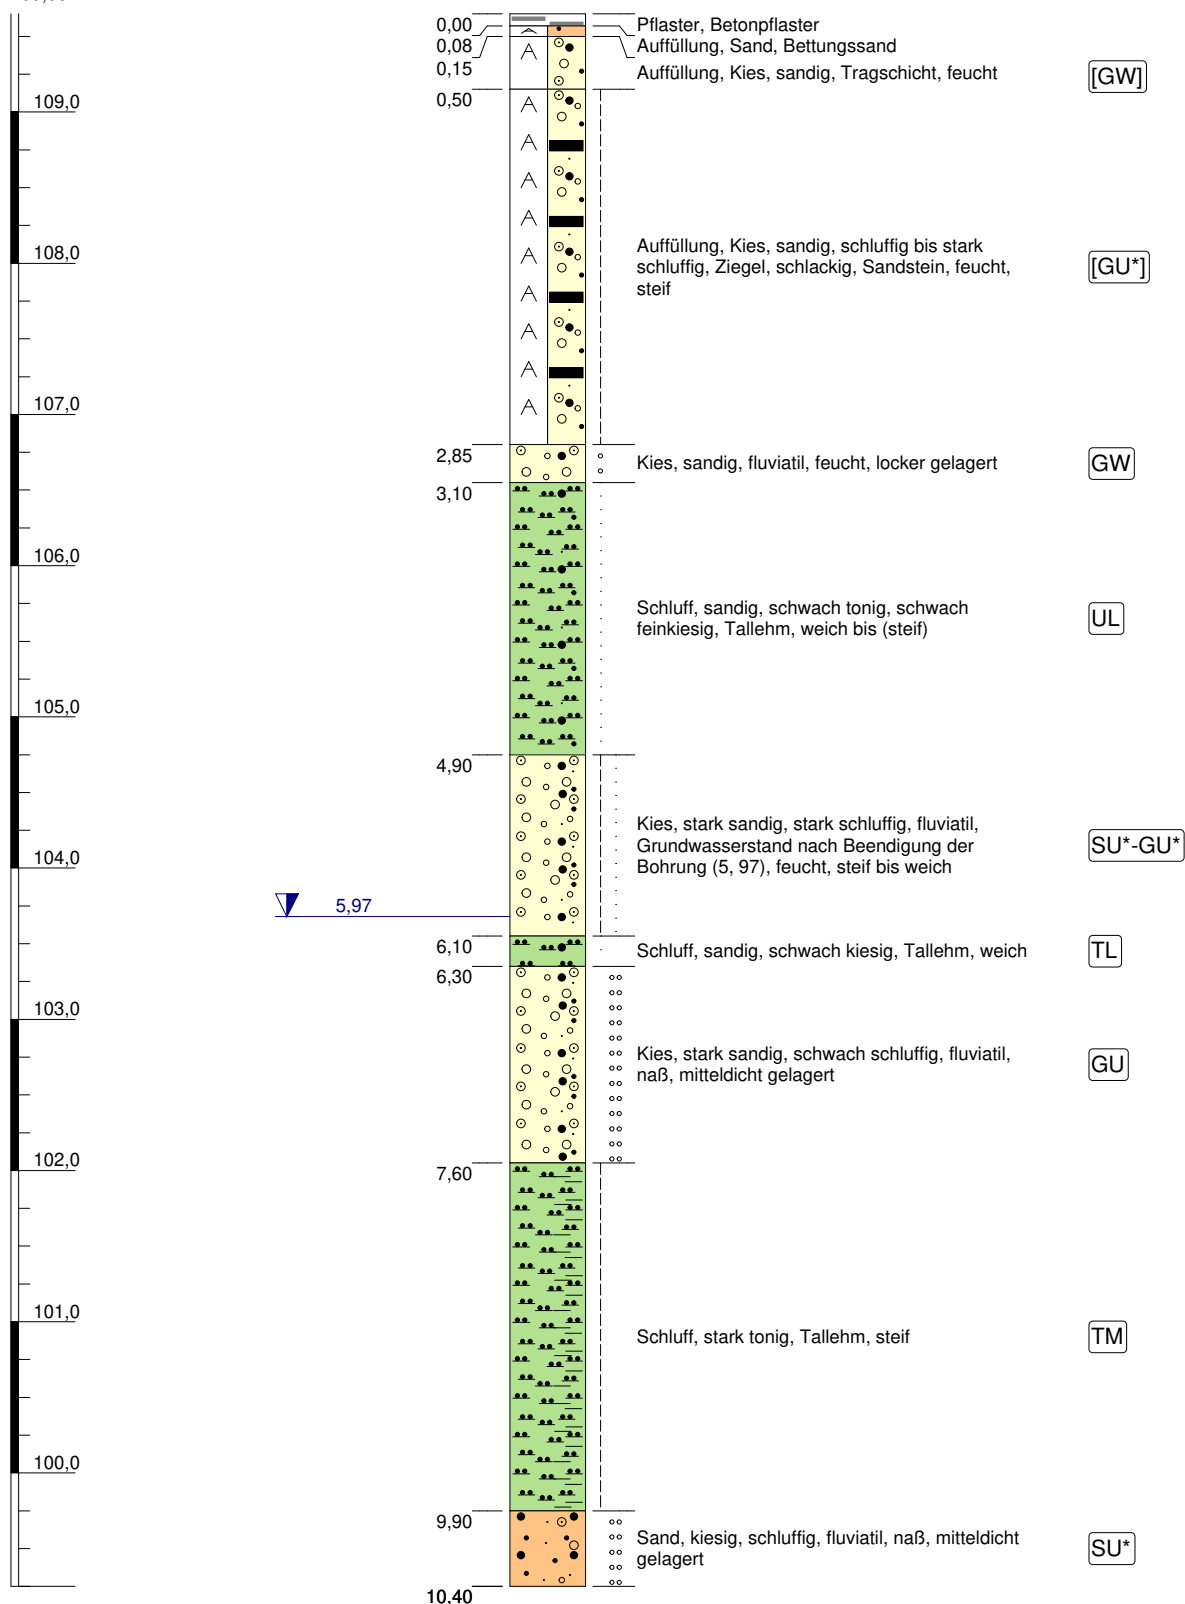 0,00 Pflaster, Betonpflaster
0,08 Auffüllung, Sand, Bettungssand
0,15 Auffüllung, Kies, sandig, Tragschicht, feucht [GW]
0,50
109,0
108,0
Auffüllung, Kies, sandig, schluffig bis stark
schluffig, Ziegel, schlackig, Sandstein, feucht,
steif
[GU*]
107,0
2,85 Kies, sandig, fluviatil, feucht, locker gelagert GW
3,10
106,0
Schluff, sandig, schwach tonig, schwach
feinkiesig, Tallehm, weich bis (steif)
UL
105,0
4,90
Kies, stark sandig, stark schluffig, fluviatil,
Grundwasserstand nach Beendigung der
Bohrung (5, 97), feucht, steif bis weich
SU*-GU*
104,0
5,97
6,10 Schluff, sandig, schwach kiesig, Tallehm, weich TL
6,30
103,0
Kies, stark sandig, schwach schluffig, fluviatil,
naß, mitteldicht gelagert
GU
102,0
7,60
101,0
Schluff, stark tonig, Tallehm, steif TM
100,0
9,90
Sand, kiesig, schluffig, fluviatil, naß, mitteldicht
gelagert
SU*
10,40